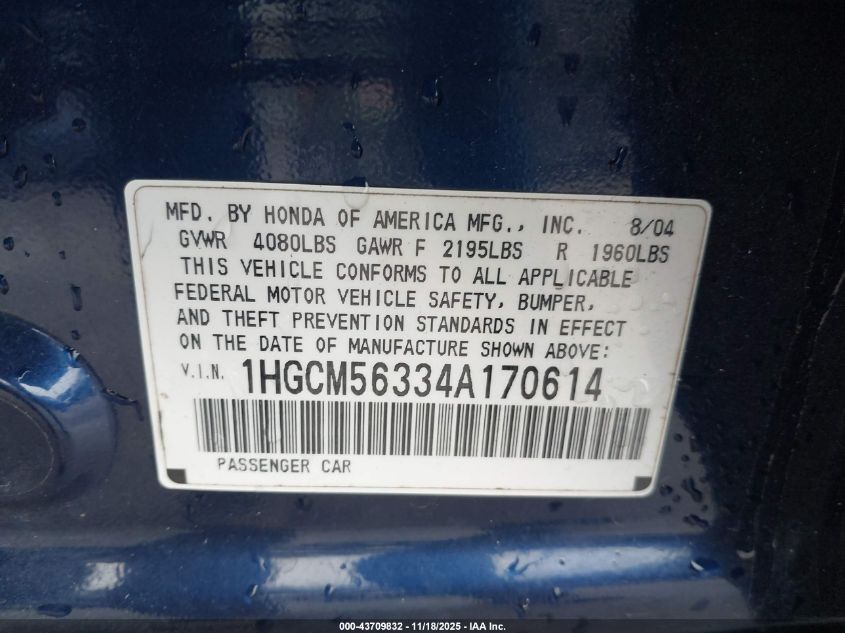 MFD. BY HONDA OF AMERICA MFG., INC. 8/04
GVWR 4080LBS GAWR F 2195LBS R 1960LBS
THIS VEHICLE CONFORMS TO ALL APPLICABLE
FEDERAL MOTOR VEHICLE SAFETY, BUMPER,
AND THEFT PREVENTION STANDARDS IN EFFECT
ON THE DATE OF MANUFACTURE SHOWN ABOVE:
V.I.N. 1HGCM56334A170614
PASSENGER CAR
000-43709832 - 11/18/2025 - IAA Inc.